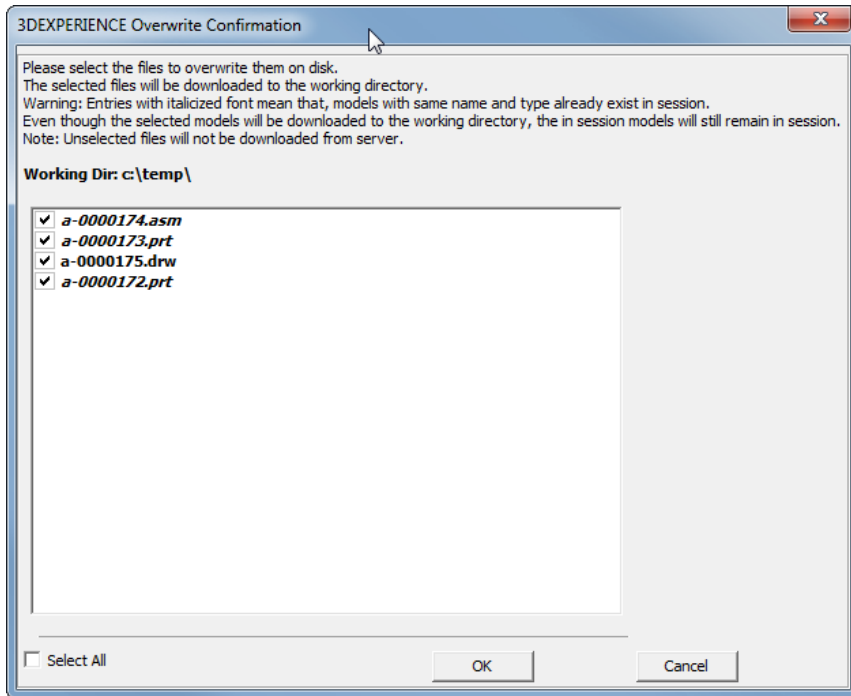 3DEXPERIENCE Overwrite Confirmation
Please select the files to overwrite them on disk.
The selected files will be downloaded to the working directory.
Warning: Entries with italicized font mean that, models with same name and type already exist in session.
Even though the selected models will be downloaded to the working directory, the in session models will still remain in session.
Note: Unselected files will not be downloaded from server.
Working Dir: c:\temp\
a-0000174.asm
a-0000173.prt
a-0000175.drw
a-0000172.prt
Select All
OK
Cancel